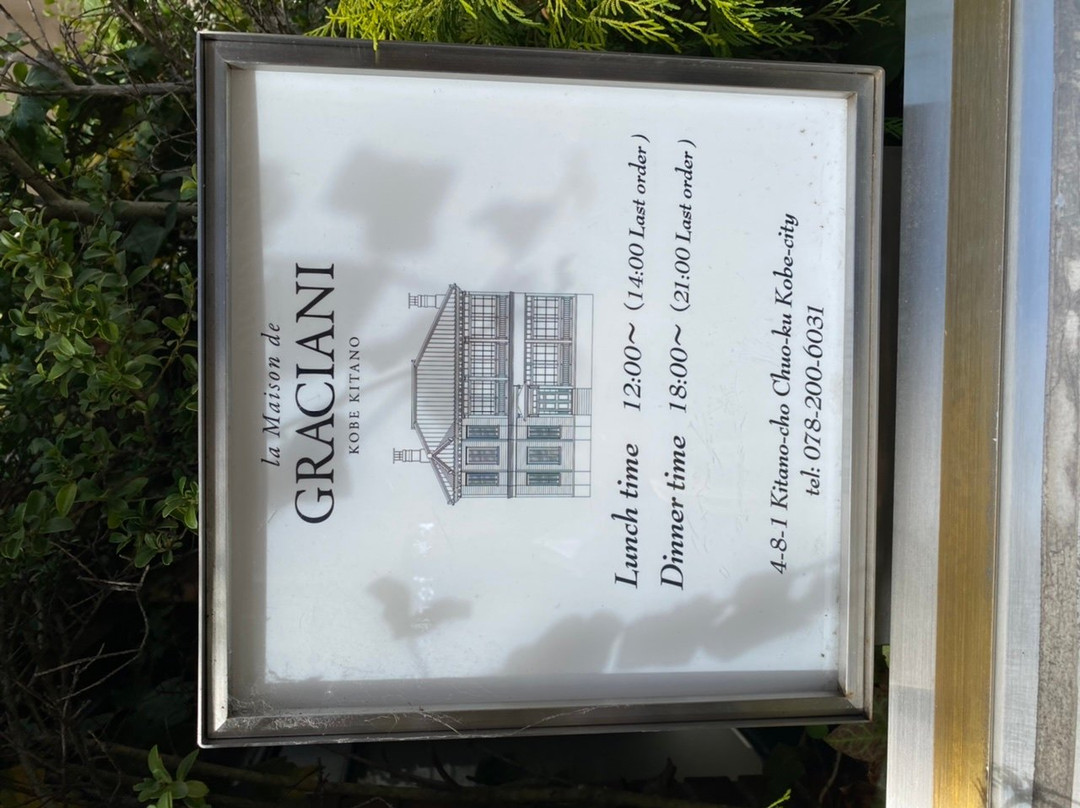 la Maison de
GRACIANI
KOBE KITANO
Lunch time 12:00~ (14:00 Last order )
Dinner time 18:00~ (21:00 Last order )
4-8-1 Kitano-cho Chuo-ku Kobe-city
tel: 078-200-6031